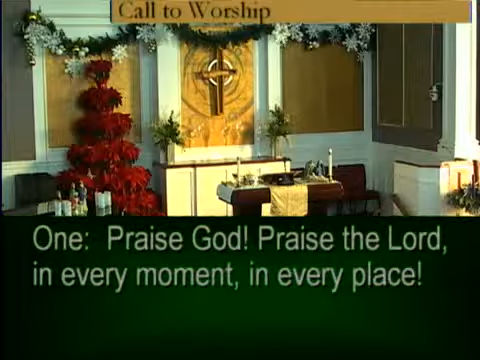 Call to Worship
One: Praise God! Praise the Lord,
in every moment, in every place!